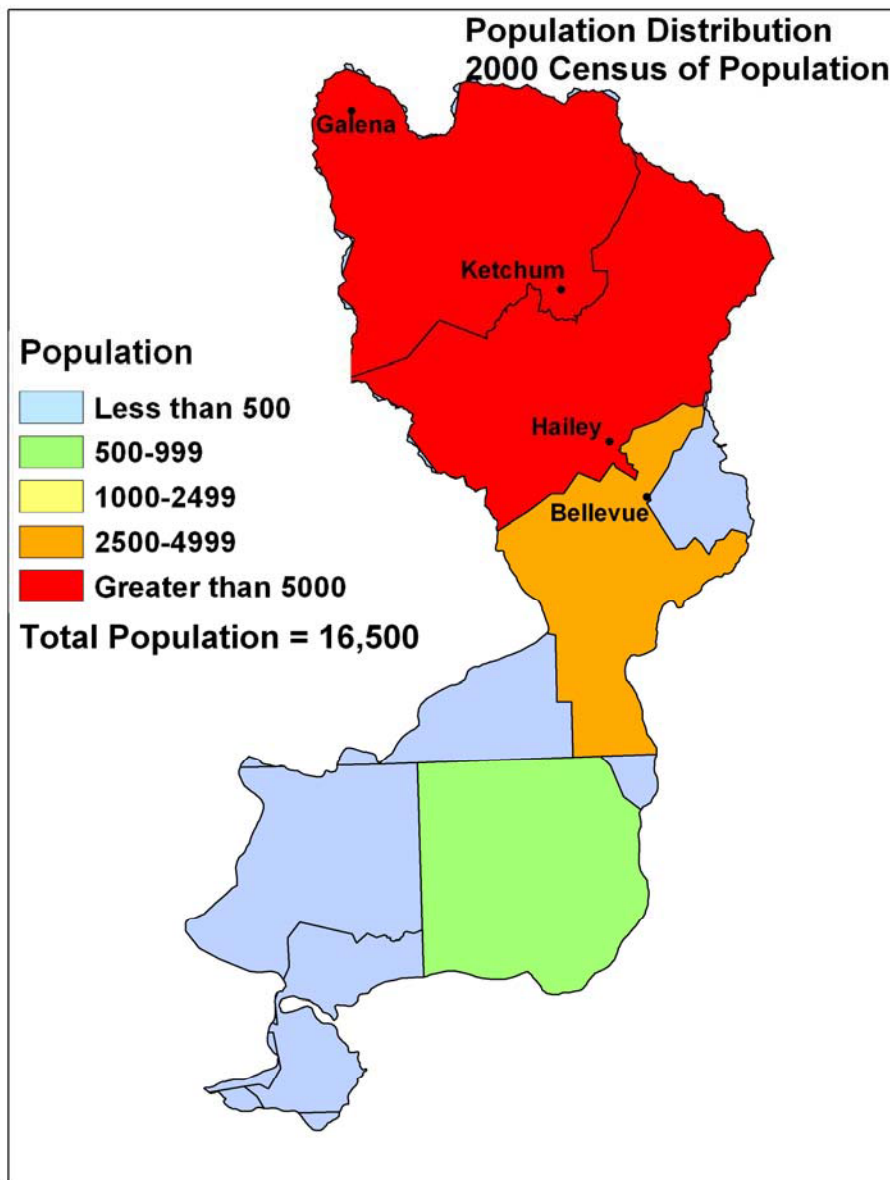 Population Distribution
2000 Census of Population
Galena
Ketchum
Population
Less than 500
Hailey
500-999
1000-2499
Bellevue
2500-4999
Greater than 5000
Total Population = 16,500